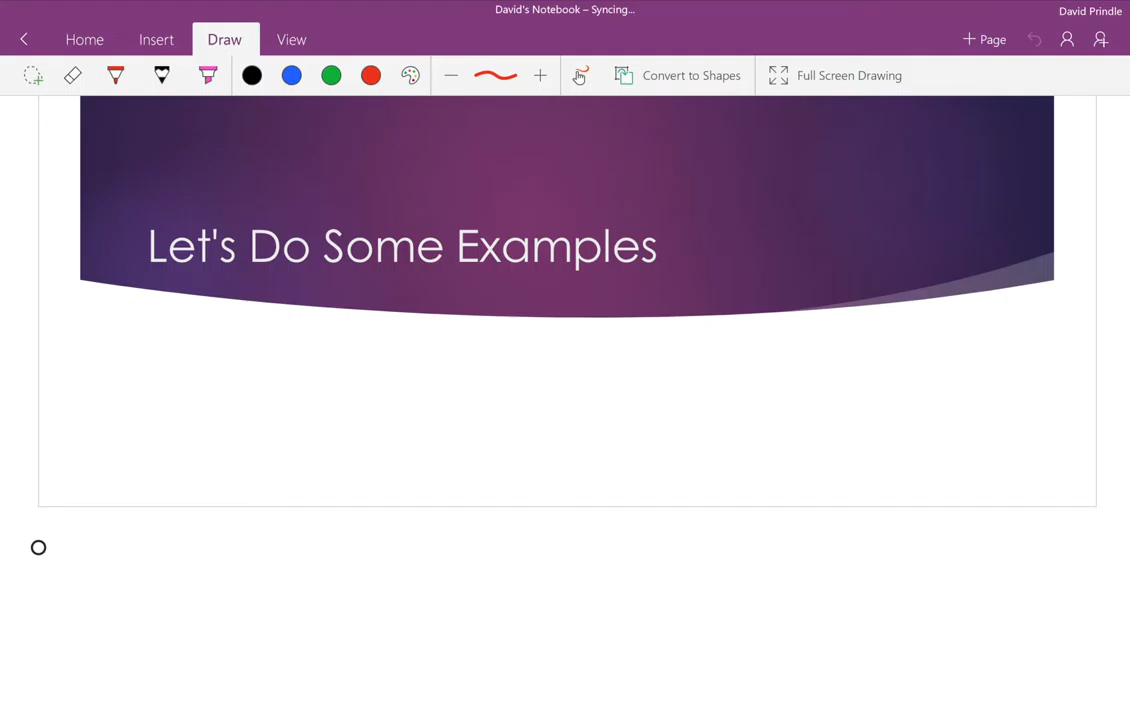 David's Notebook – Syncing...
David Prindle
Home Insert Draw View + Page
Convert to Shapes Full Screen Drawing
Let's Do Some Examples